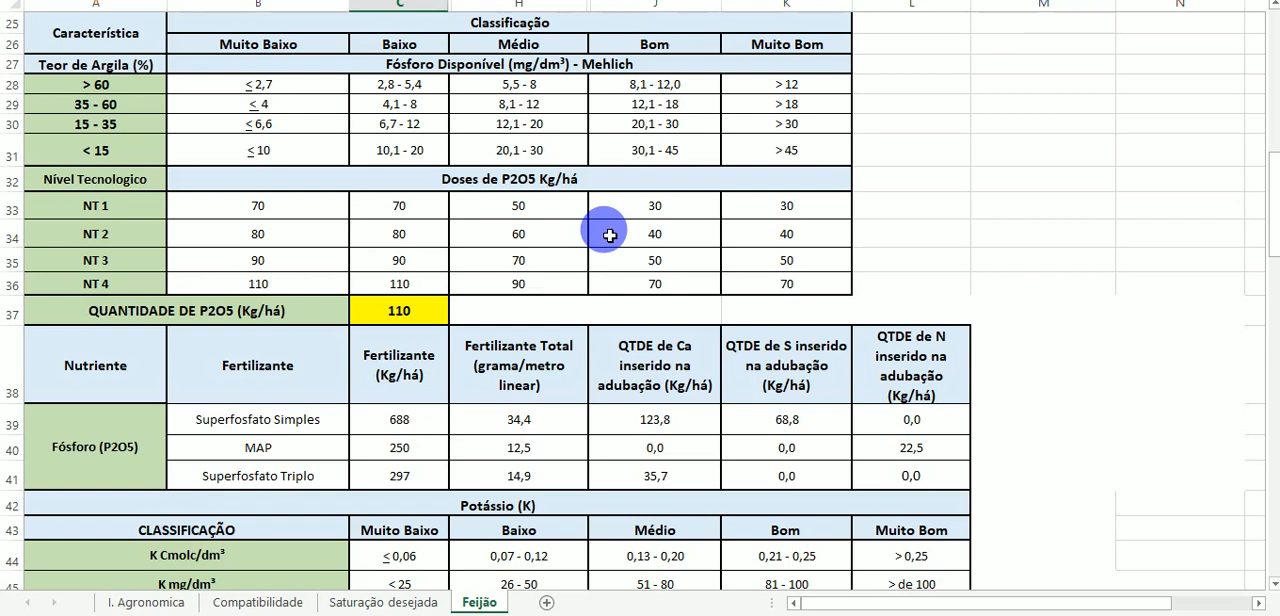 A B C H J K L M N
25 Característica Classificação
26 Muito Baixo Baixo Médio Bom Muito Bom
27 Teor de Argila (%) Fósforo Disponível (mg/dm³) - Mehlich
28 > 60 ≤ 2,7 2,8 - 5,4 5,5 - 8 8,1 - 12,0 > 12
29 35 - 60 ≤ 4 4,1 - 8 8,1 - 12 12,1 - 18 > 18
30 15 - 35 ≤ 6,6 6,7 - 12 12,1 - 20 20,1 - 30 > 30
31 < 15 ≤ 10 10,1 - 20 20,1 - 30 30,1 - 45 > 45
32 Nível Tecnologico Doses de P2O5 Kg/há
33 NT 1 70 70 50 30 30
34 NT 2 80 80 60 40 40
35 NT 3 90 90 70 50 50
36 NT 4 110 110 90 70 70
37 QUANTIDADE DE P2O5 (Kg/há) 110
38 Nutriente Fertilizante
Fertilizante
(Kg/há)
Fertilizante Total
(grama/metro
linear)
QTDE de Ca
inserido na
adubação (Kg/há)
QTDE de S inserido
na adubação
(Kg/há)
QTDE de N
inserido na
adubação
(Kg/há)
39 Superfosfato Simples 688 34,4 123,8 68,8 0,0
40 Fósforo (P2O5) MAP 250 12,5 0,0 0,0 22,5
41 Superfosfato Triplo 297 14,9 35,7 0,0 0,0
42 Potássio (K)
43 CLASSIFICAÇÃO Muito Baixo Baixo Médio Bom Muito Bom
44 K Cmolc/dm³ ≤ 0,06 0,07 - 0,12 0,13 - 0,20 0,21 - 0,25 > 0,25
45 K mg/dm³ < 25 26 - 50 51 - 80 81 - 100 > de 100
I. Agronomica Compatibilidade Saturação desejada Feijão